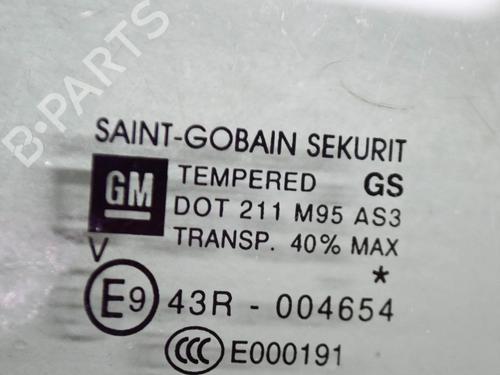 B-PARTS
SAINT-GOBAIN SEKURIT
GM TEMPERED GS
DOT 211 M95 AS3
TRANSP. 40% MAX
V *
E9 43R - 004654
CCC E000191